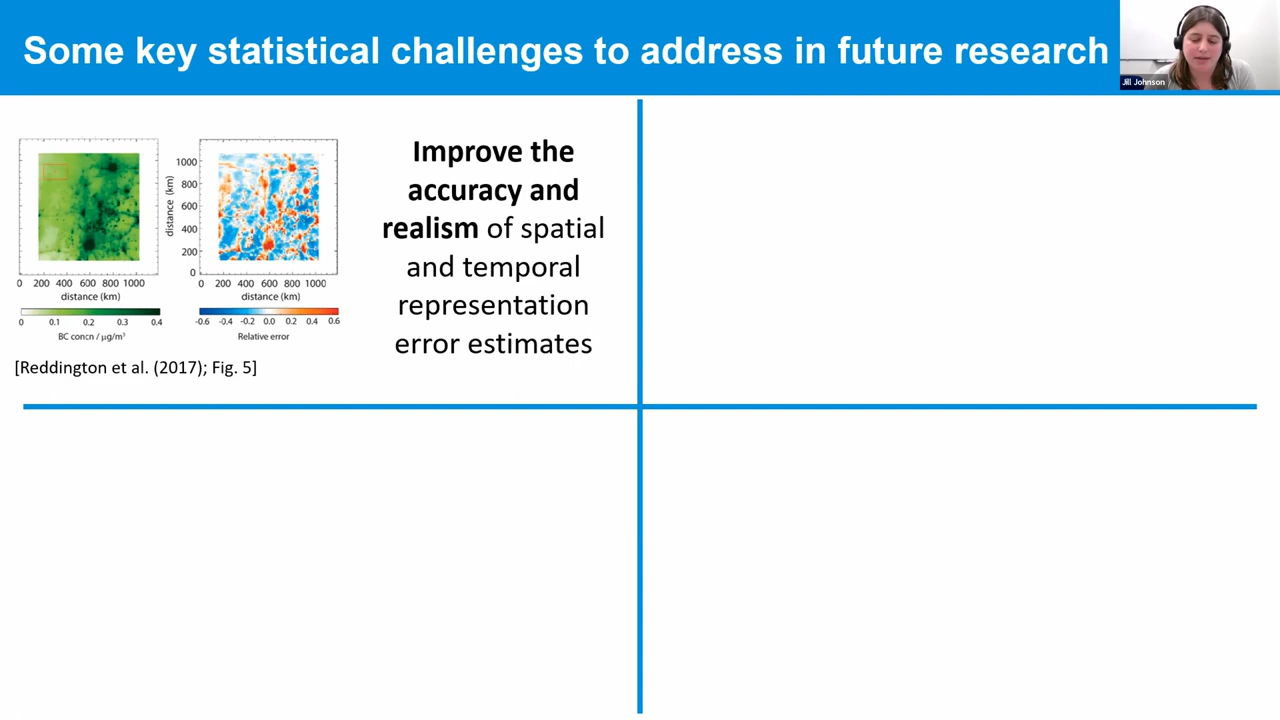 Some key statistical challenges to address in future research
Jill Johnson
Improve the
accuracy and
realism of spatial
and temporal
representation
error estimates
0 200 400 600 800 1000
distance (km)
0 0.1 0.2 0.3 0.4
BC concn / μg/m³
distance (km)
1000
800
600
400
200
0
0 200 400 600 800 1000
distance (km)
-0.6 -0.4 -0.2 0.0 0.2 0.4 0.6
Relative error
[Reddington et al. (2017); Fig. 5]